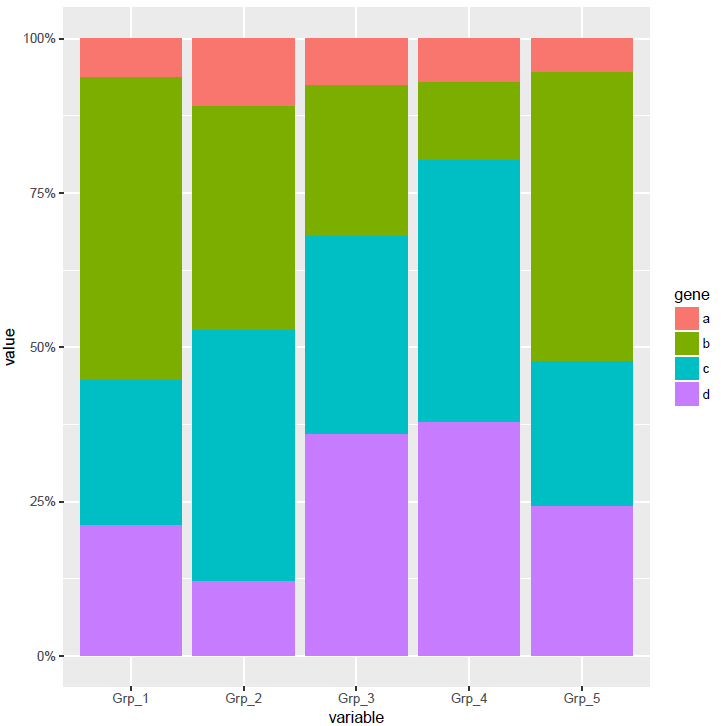 value
100%
75%
50%
25%
0%
Grp_1 Grp_2 Grp_3 Grp_4 Grp_5
variable
gene
a
b
c
d